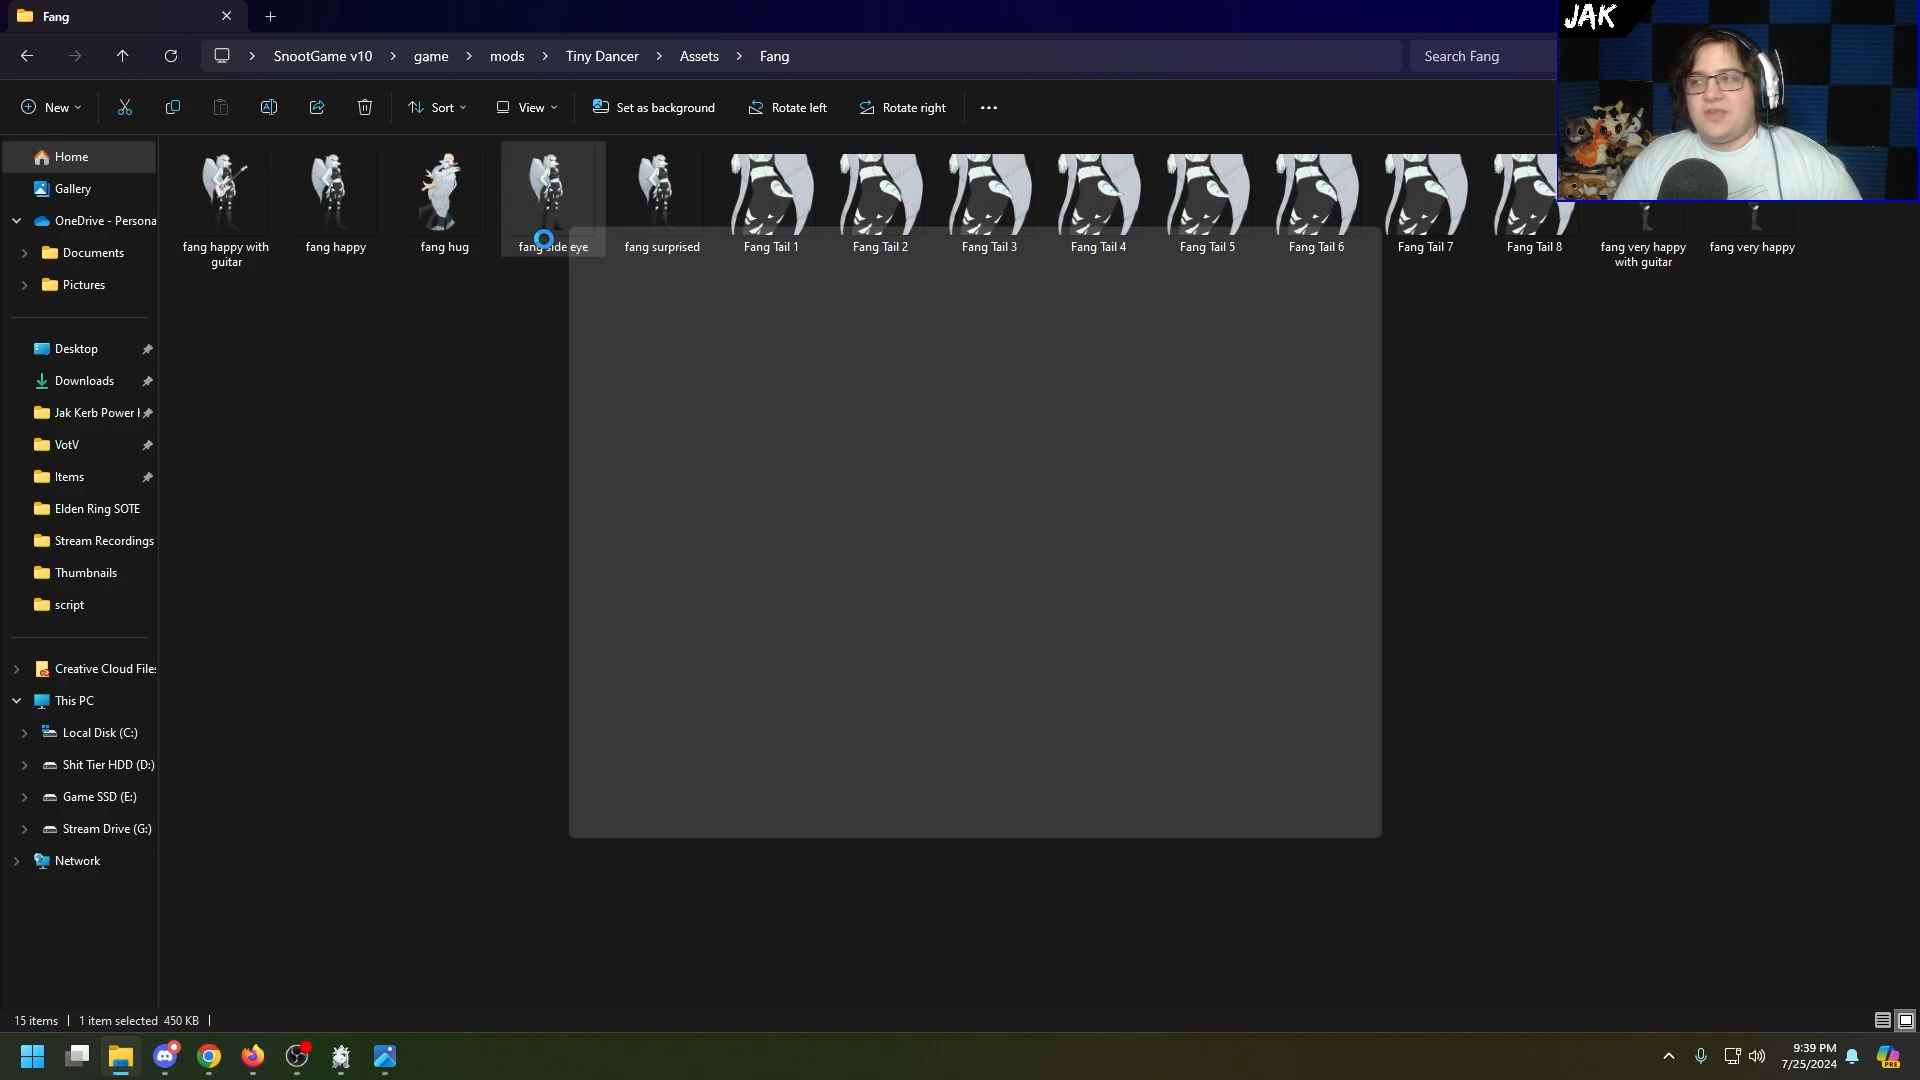 Fang
JAK
SnootGame v10 > game > mods > Tiny Dancer > Assets > Fang
Search Fang
New
Sort
View
Set as background
Rotate left
Rotate right
Home
Gallery
OneDrive - Persona
Documents
Pictures
Desktop
Downloads
Jak Kerb Power
VotV
Items
Elden Ring SOTE
Stream Recordings
Thumbnails
script
Creative Cloud Files
This PC
Local Disk (C:)
Shit Tier HDD (D:)
Game SSD (E:)
Stream Drive (G:)
Network
fang happy with
guitar
fang happy
fang hug
fang side eye
fang surprised
Fang Tail 1
Fang Tail 2
Fang Tail 3
Fang Tail 4
Fang Tail 5
Fang Tail 6
Fang Tail 7
Fang Tail 8
fang very happy
with guitar
fang very happy
15 items
1 item selected 450 KB
9:39 PM
7/25/2024
PRE